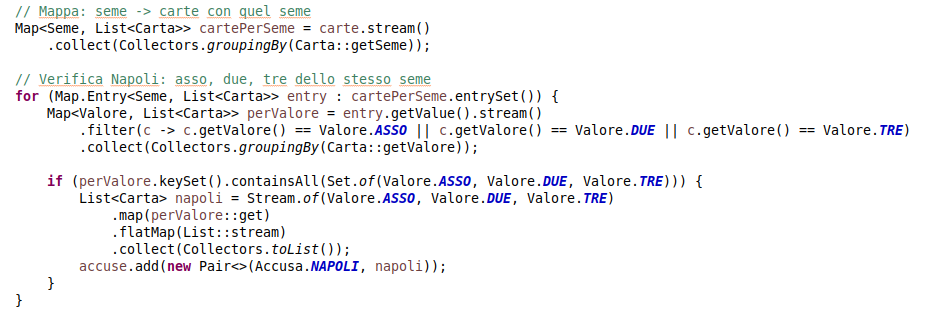 // Mappa: seme -> carte con quel seme
Map<Seme, List<Carta>> cartePerSeme = carte.stream()
    .collect(Collectors.groupingBy(Carta::getSeme));

// Verifica Napoli: asso, due, tre dello stesso seme
for (Map.Entry<Seme, List<Carta>> entry : cartePerSeme.entrySet()) {
    Map<Valore, List<Carta>> perValore = entry.getValue().stream()
        .filter(c -> c.getValore() == Valore.ASSO || c.getValore() == Valore.DUE || c.getValore() == Valore.TRE)
        .collect(Collectors.groupingBy(Carta::getValore));

    if (perValore.keySet().containsAll(Set.of(Valore.ASSO, Valore.DUE, Valore.TRE))) {
        List<Carta> napoli = Stream.of(Valore.ASSO, Valore.DUE, Valore.TRE)
            .map(perValore::get)
            .flatMap(List::stream)
            .collect(Collectors.toList());
        accuse.add(new Pair<>(Accusa.NAPOLI, napoli));
    }
}